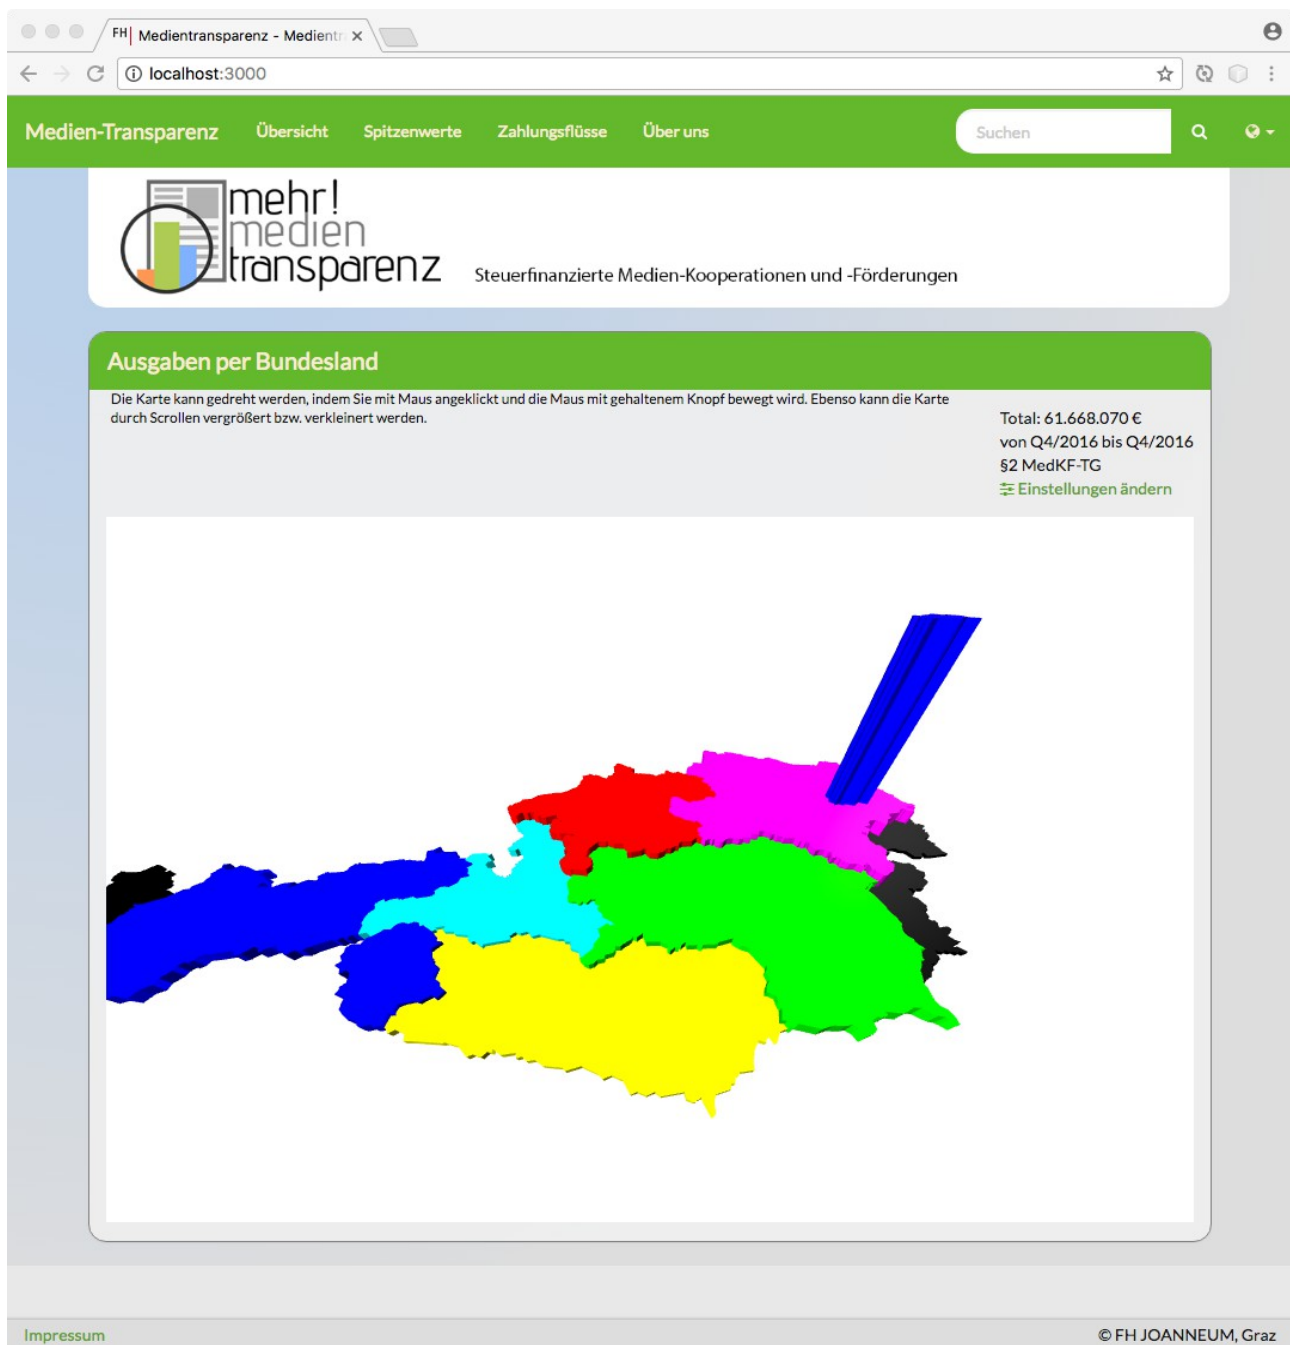 FH| Medientransparenz - Medientr
localhost:3000
Medien-Transparenz Übersicht Spitzenwerte Zahlungsflüsse Über uns Suchen
mehr!
medien
transparenz
Steuerfinanzierte Medien-Kooperationen und -Förderungen
Ausgaben per Bundesland
Die Karte kann gedreht werden, indem Sie mit Maus angeklickt und die Maus mit gehaltenem Knopf bewegt wird. Ebenso kann die Karte
durch Scrollen vergrößert bzw. verkleinert werden.
Total: 61.668.070 €
von Q4/2016 bis Q4/2016
§2 MedKF-TG
Einstellungen ändern
Impressum © FH JOANNEUM, Graz